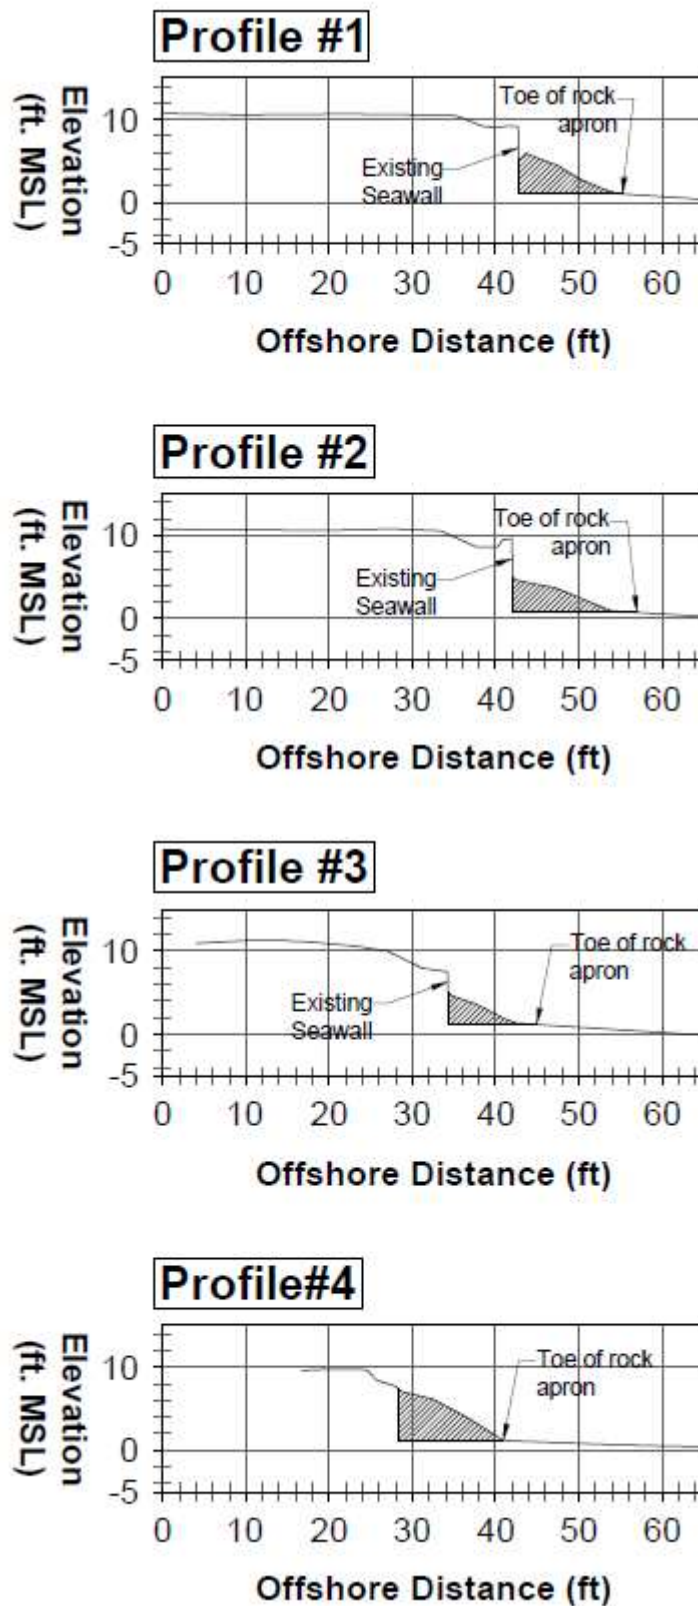 Profile #1
Elevation
(ft. MSL)
10
0
-5
Toe of rock
apron
Existing
Seawall
0 10 20 30 40 50 60
Offshore Distance (ft)
Profile #2
Elevation
(ft. MSL)
10
0
-5
Toe of rock
apron
Existing
Seawall
0 10 20 30 40 50 60
Offshore Distance (ft)
Profile #3
Elevation
(ft. MSL)
10
0
-5
Toe of rock
apron
Existing
Seawall
0 10 20 30 40 50 60
Offshore Distance (ft)
Profile#4
Elevation
(ft. MSL)
10
0
-5
Toe of rock
apron
0 10 20 30 40 50 60
Offshore Distance (ft)